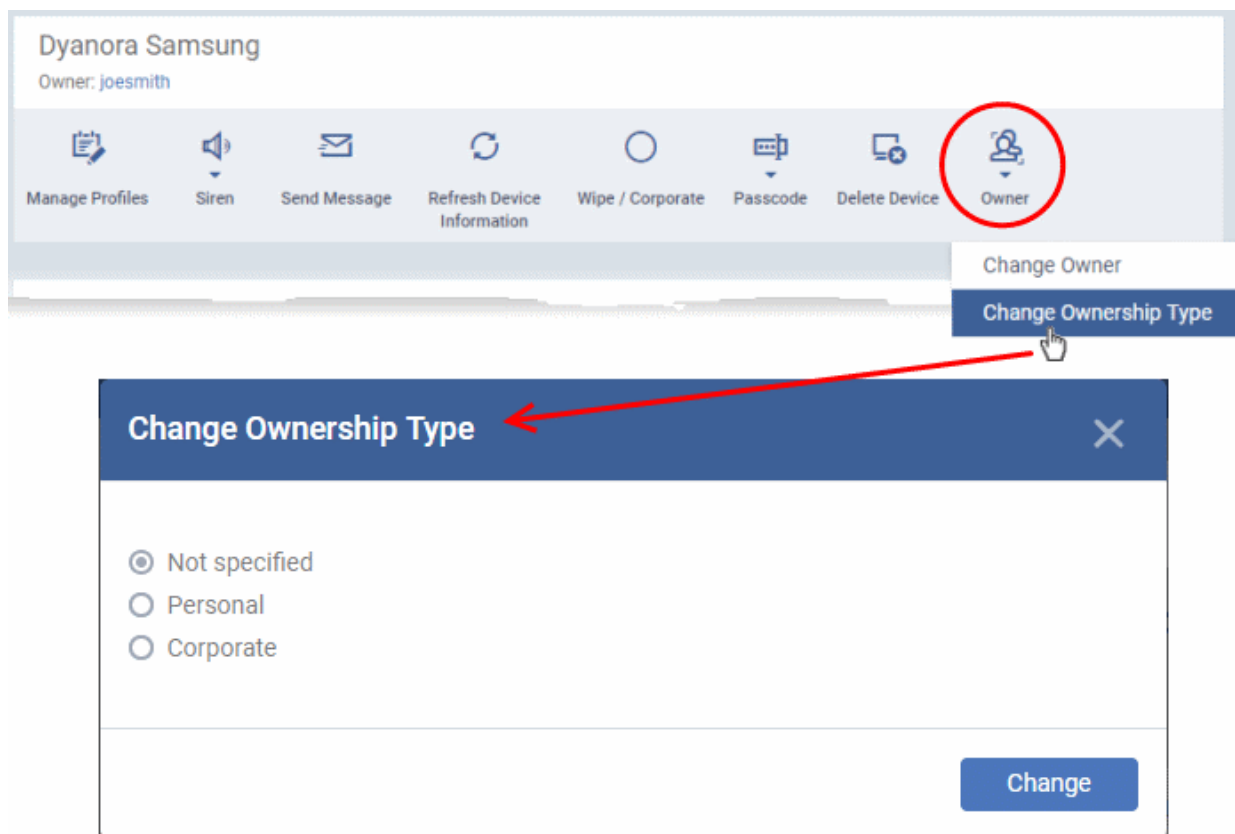 Dyanora Samsung
Owner: joesmith
Manage Profiles
Siren
Send Message
Refresh Device
Information
Wipe / Corporate
Passcode
Delete Device
Owner
Change Owner
Change Ownership Type
Change Ownership Type
Not specified
Personal
Corporate
Change